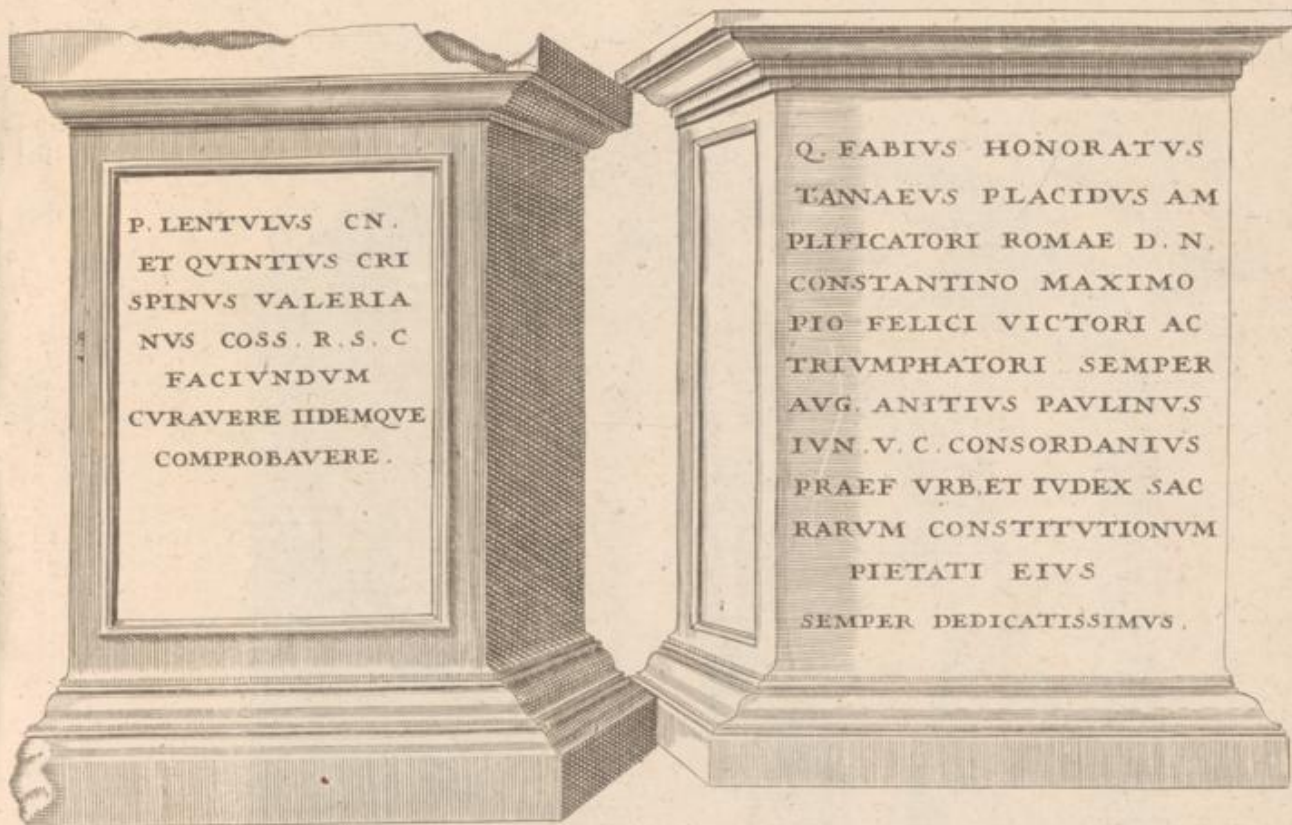 P. LENTVLVS CN.
ET QVINTIVS CRI
SPINVS VALERIA
NVS COSS. R. S. C
FACIVNDVM
CVRAVERE IIDEMQVE
COMPROBAVERE.
Q. FABIVS HONORATVS
TANNAEVS PLACIDVS AM
PLIFICATORI ROMAE D. N.
CONSTANTINO MAXIMO
PIO FELICI VICTORI AC
TRIVMPHATORI SEMPER
AVG. ANITIVS PAVLINVS
IVN. V. C. CONSORDANIVS
PRAEF VRB. ET IVDEX SAC
RARVM CONSTITVTIONVM
PIETATI EIVS
SEMPER DEDICATISSIMVS.